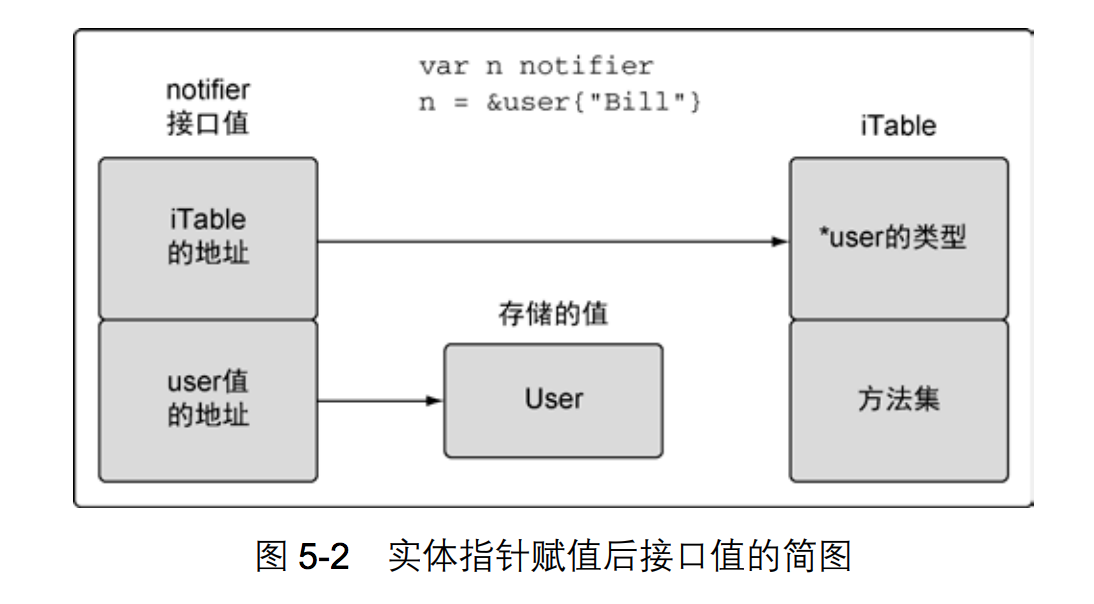 var n notifier
n = &user{"Bill"}
notifier
接口值
iTable
iTable
的地址
*user的类型
存储的值
user值
的地址
User
方法集
图 5-2 实体指针赋值后接口值的简图